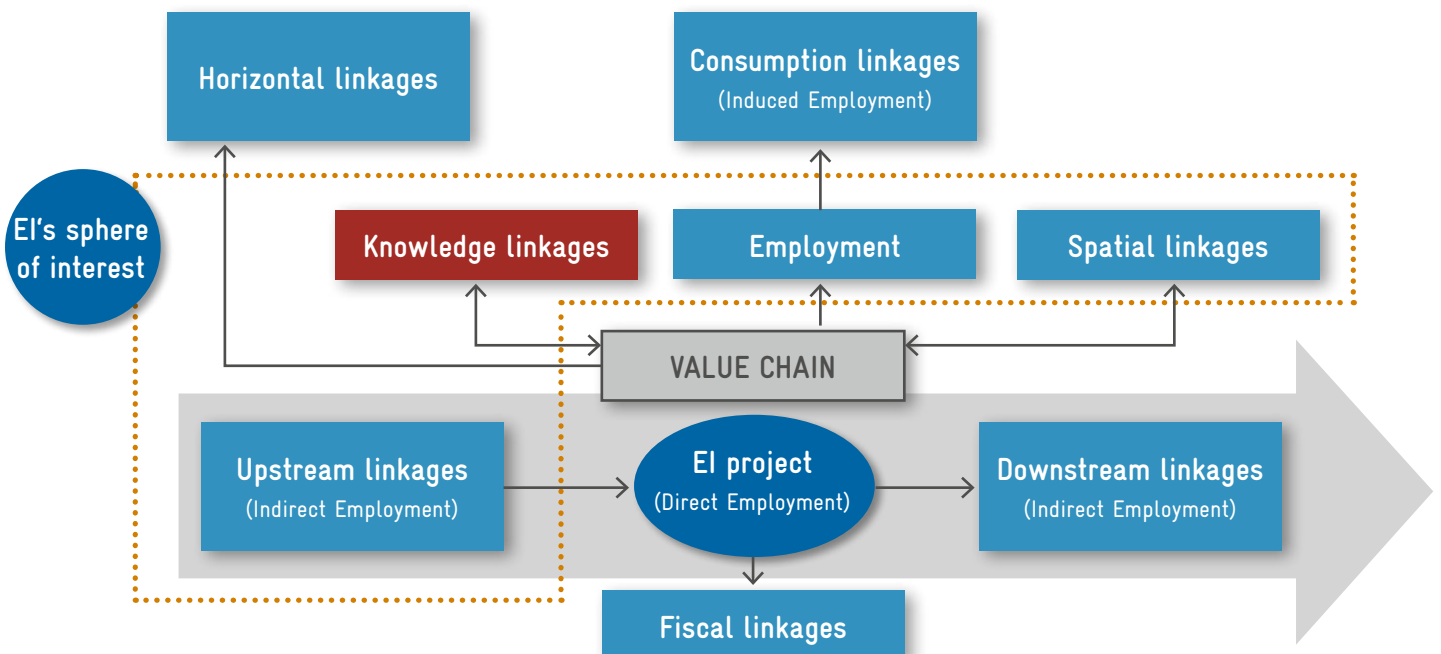 Horizontal linkages
Consumption linkages
(Induced Employment)
EI's sphere
of interest
Knowledge linkages
Employment
Spatial linkages
VALUE CHAIN
Upstream linkages
(Indirect Employment)
EI project
(Direct Employment)
Downstream linkages
(Indirect Employment)
Fiscal linkages